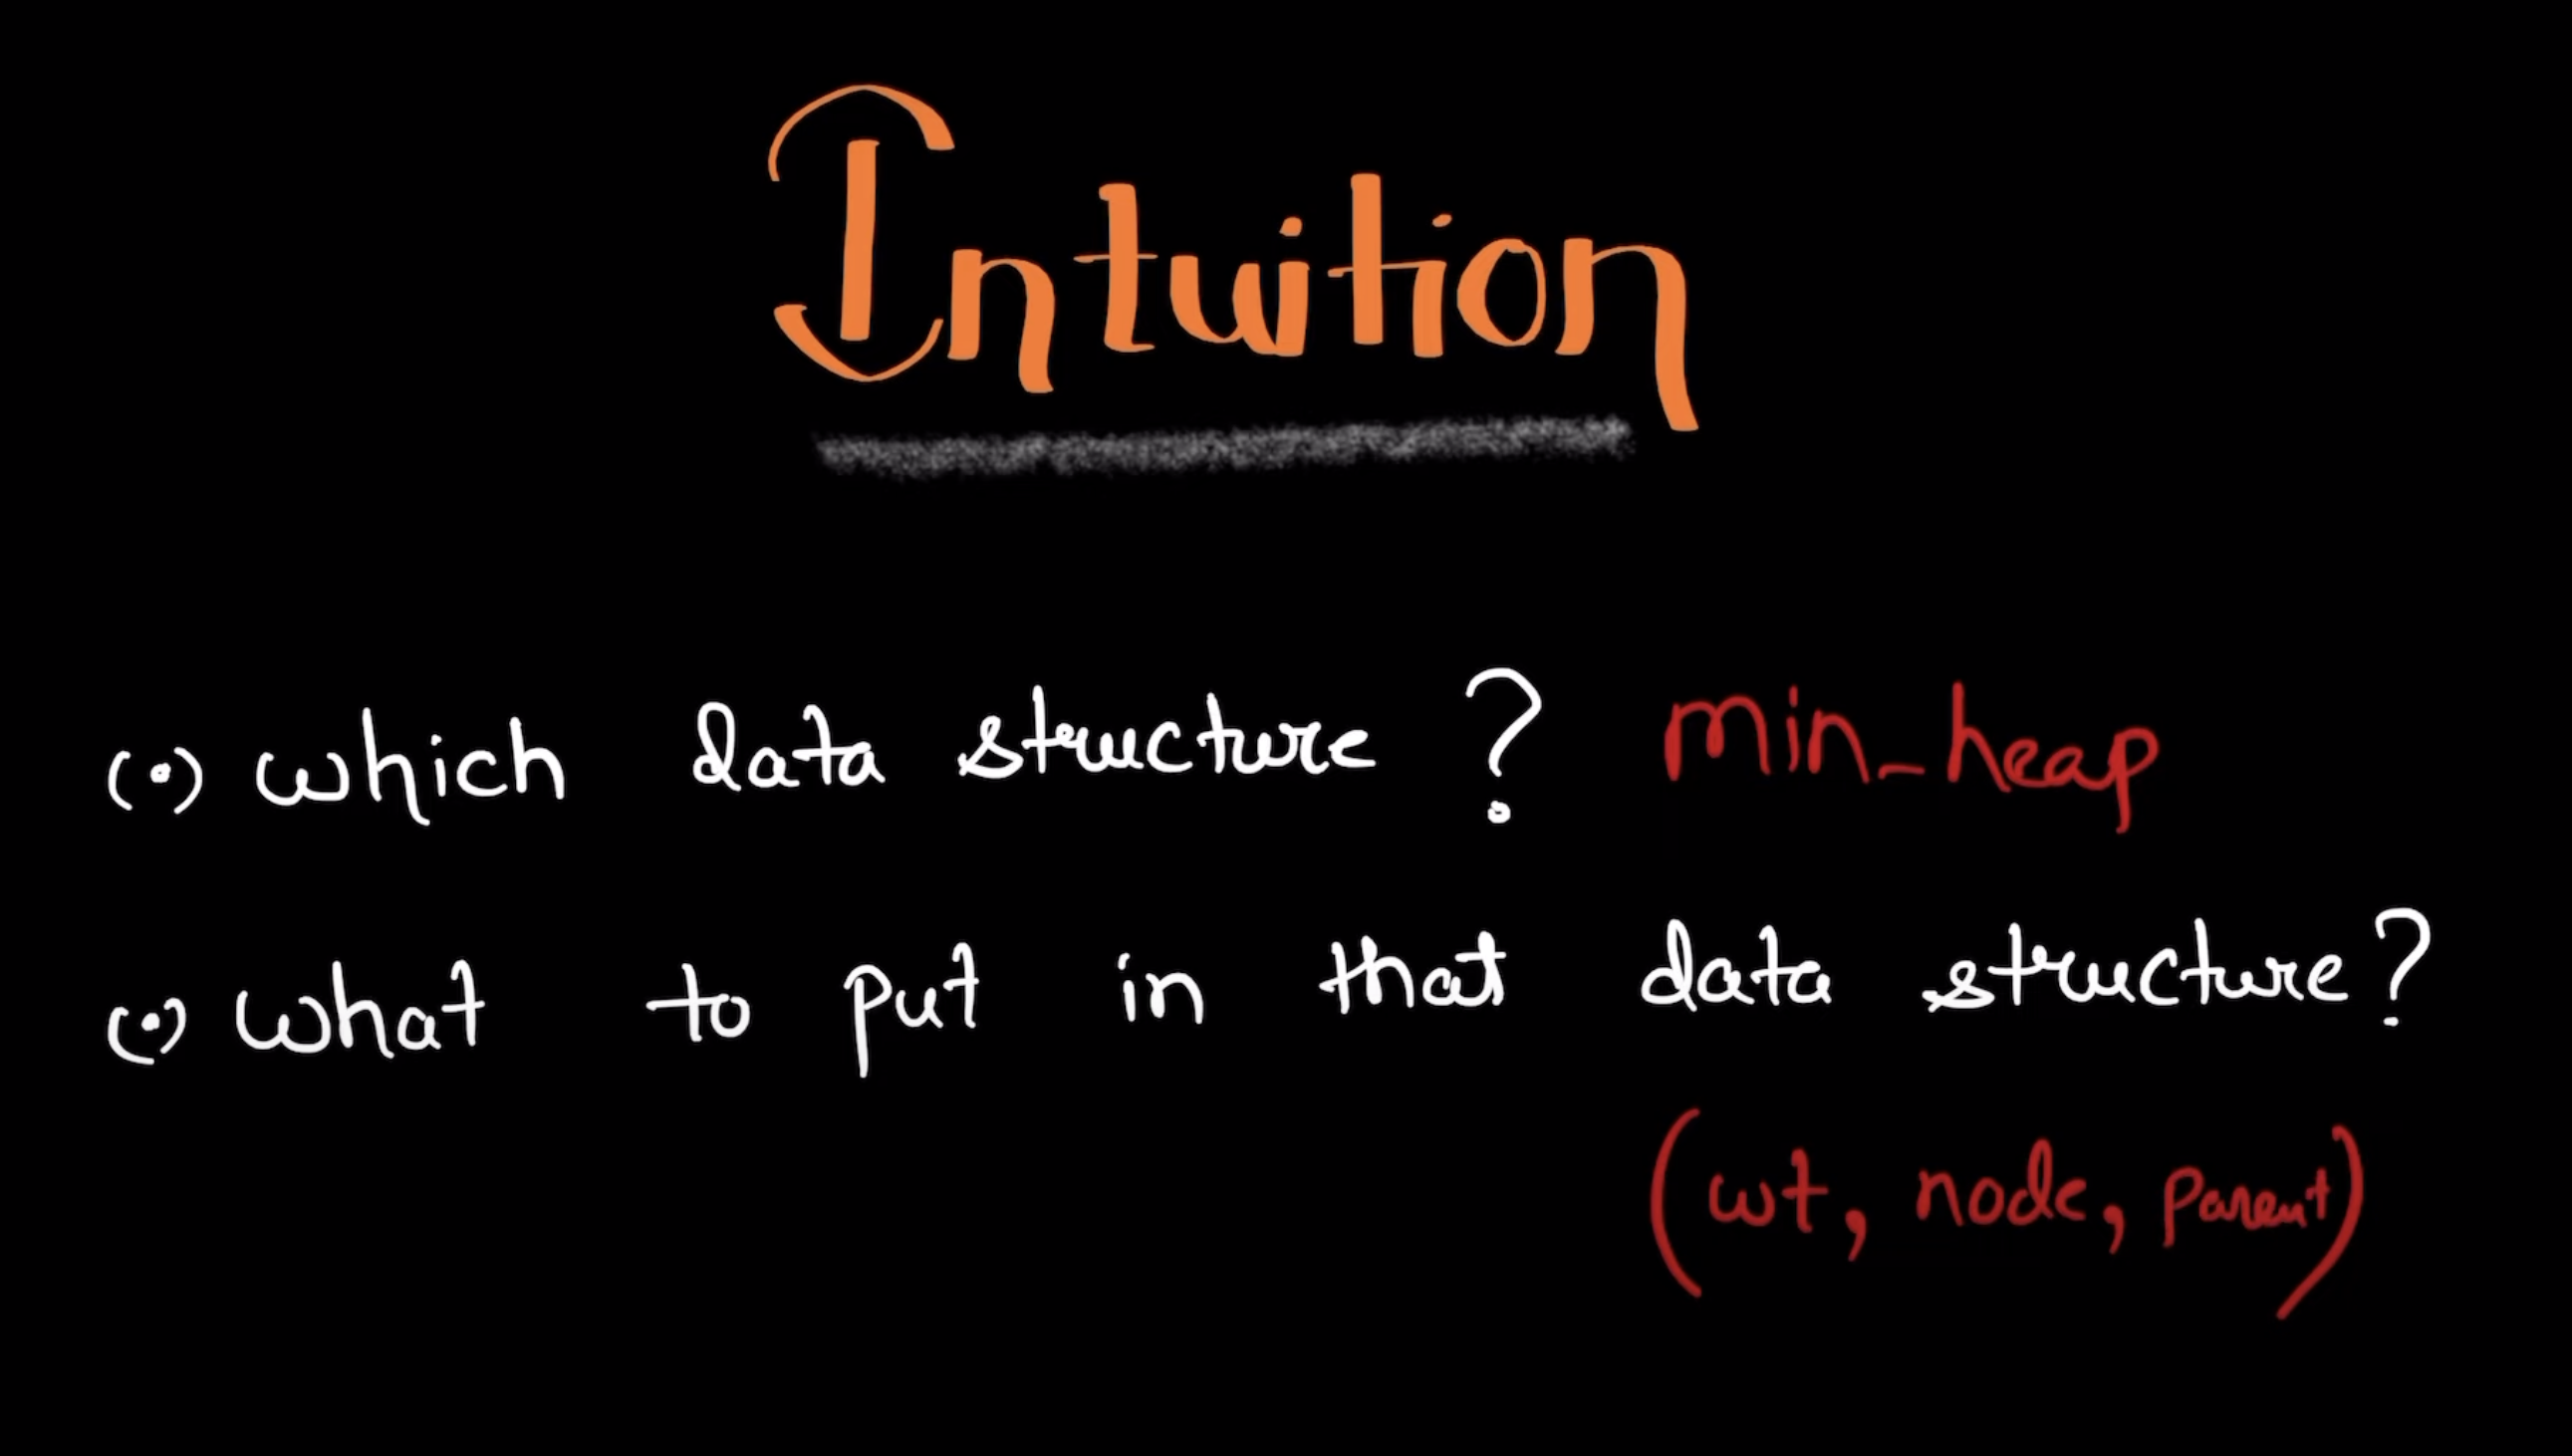 Intuition
(•) which data structure ? min_heap
(•) what to put in that data structure?
(wt, node, parent)